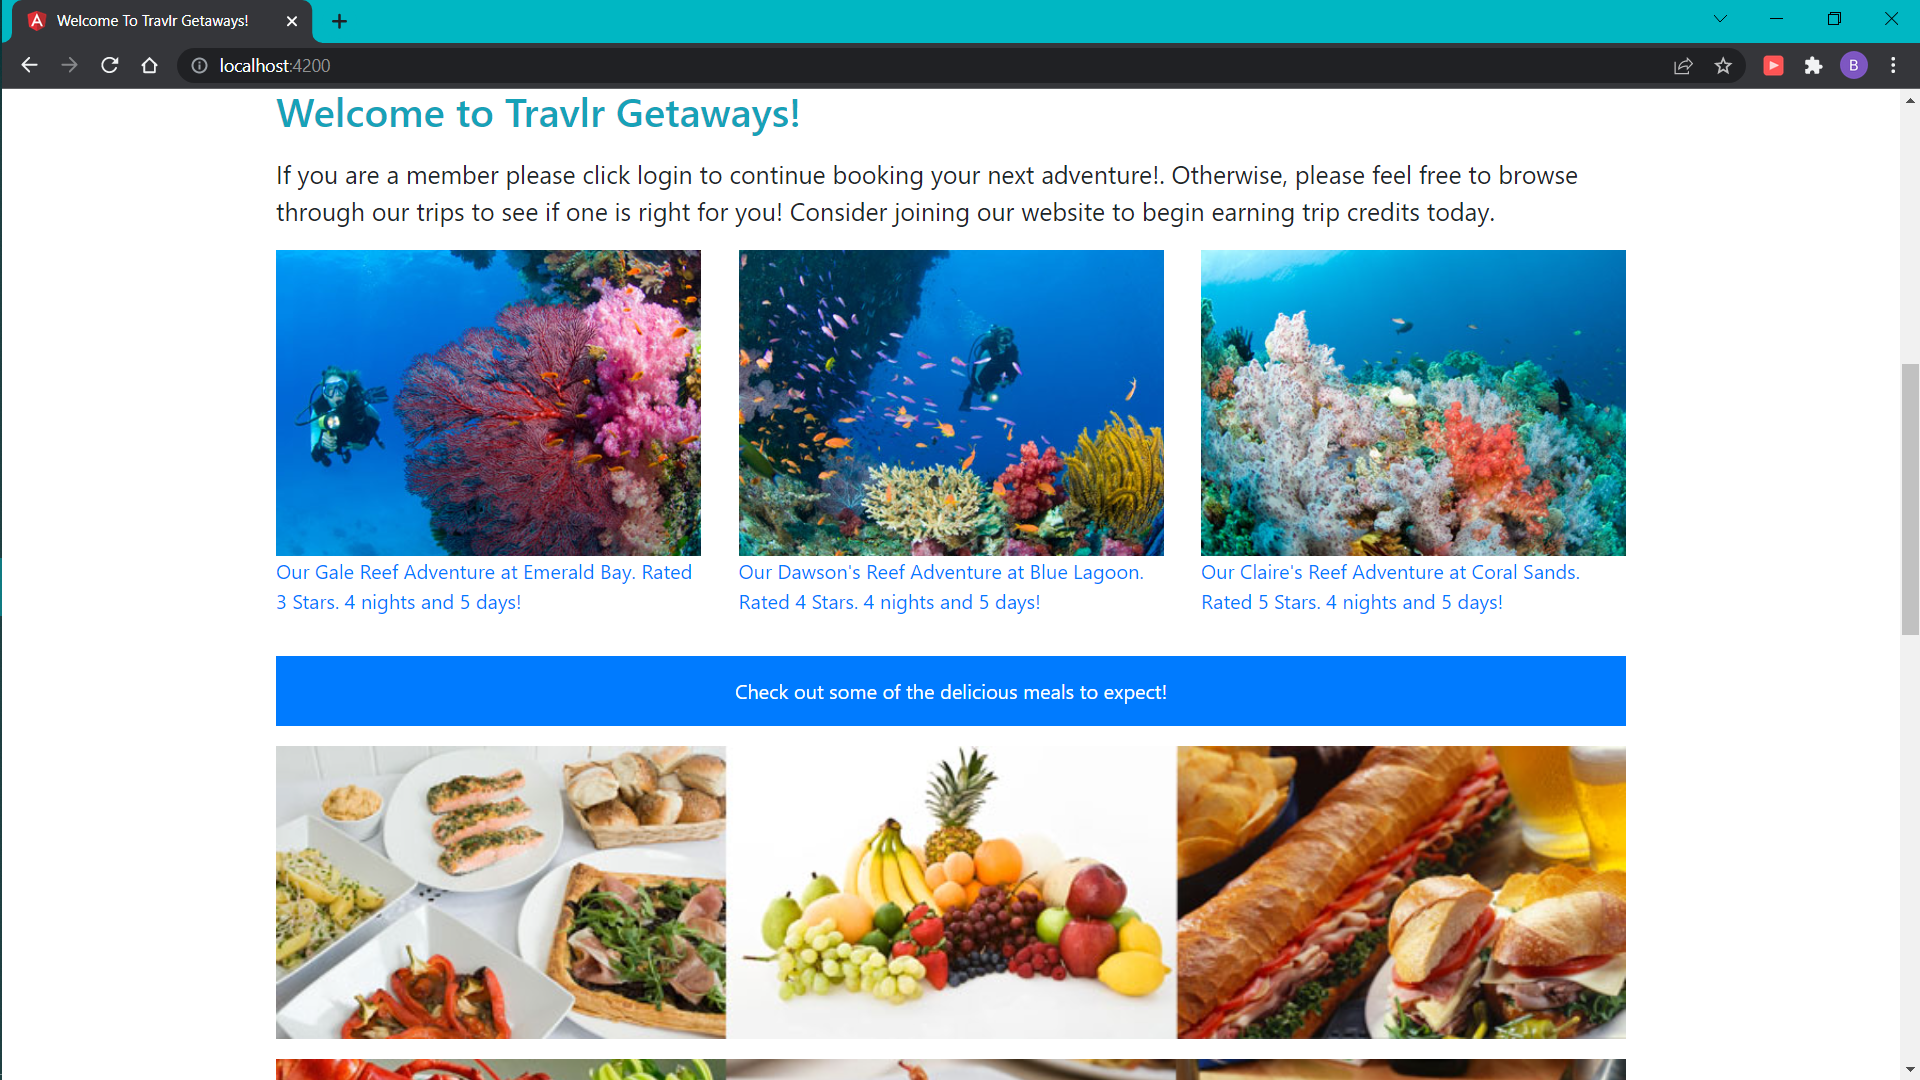 Welcome To Travlr Getaways!
localhost:4200
B
Welcome to Travlr Getaways!
If you are a member please click login to continue booking your next adventure!. Otherwise, please feel free to browse
through our trips to see if one is right for you! Consider joining our website to begin earning trip credits today.
Our Gale Reef Adventure at Emerald Bay. Rated
3 Stars. 4 nights and 5 days!
Our Dawson's Reef Adventure at Blue Lagoon.
Rated 4 Stars. 4 nights and 5 days!
Our Claire's Reef Adventure at Coral Sands.
Rated 5 Stars. 4 nights and 5 days!
Check out some of the delicious meals to expect!